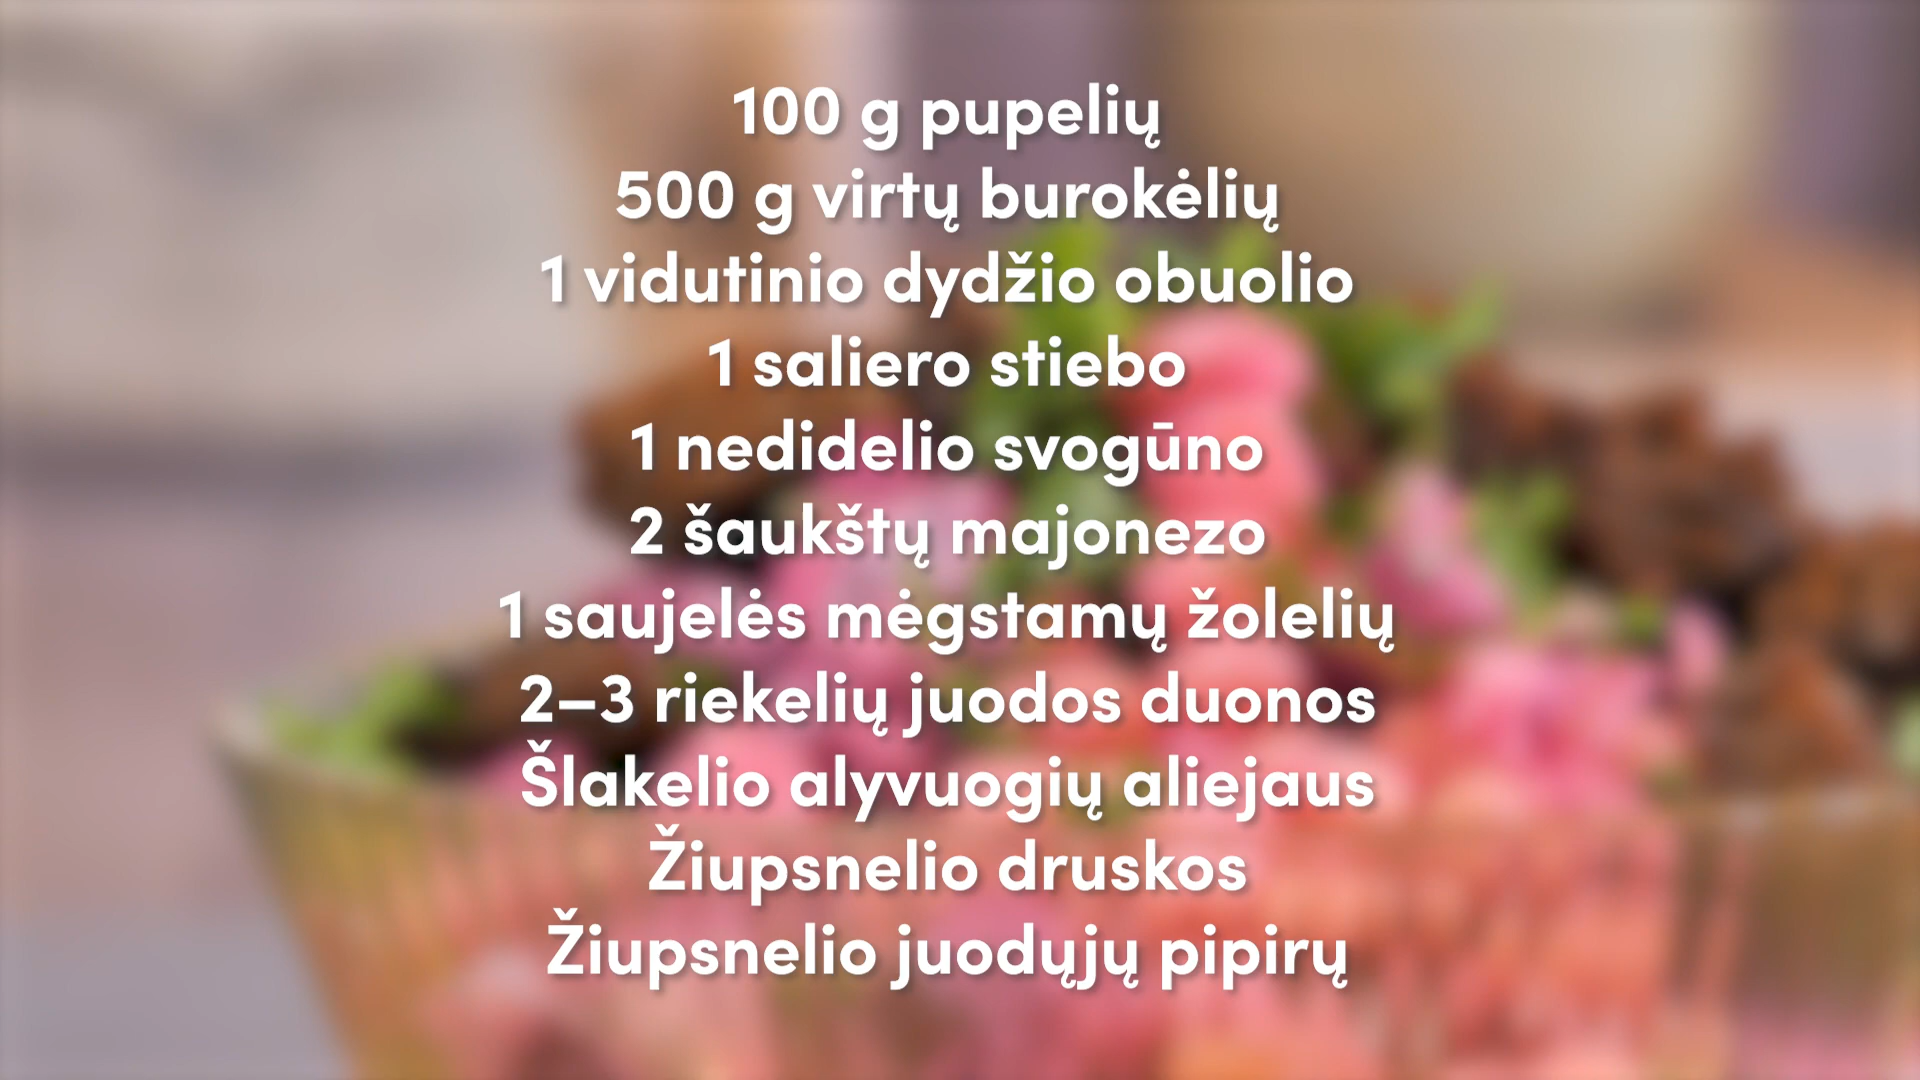 100 g pupelių
500 g virtų burokėlių
1 vidutinio dydžio obuolio
1 saliero stiebo
1 nedidelio svogūno
2 šaukštų majonezo
1 saujelės mėgstamų žolelių
2–3 riekelių juodos duonos
Šlakelio alyvuogių aliejaus
Žiupsnelio druskos
Žiupsnelio juodųjų pipirų